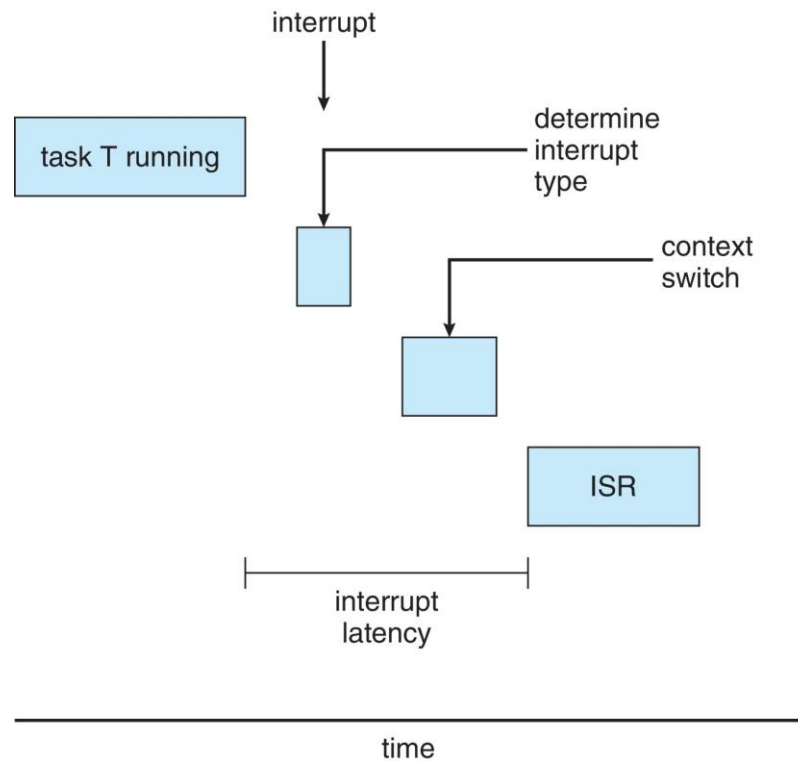 interrupt
task T running
determine
interrupt
type
context
switch
ISR
interrupt
latency
time